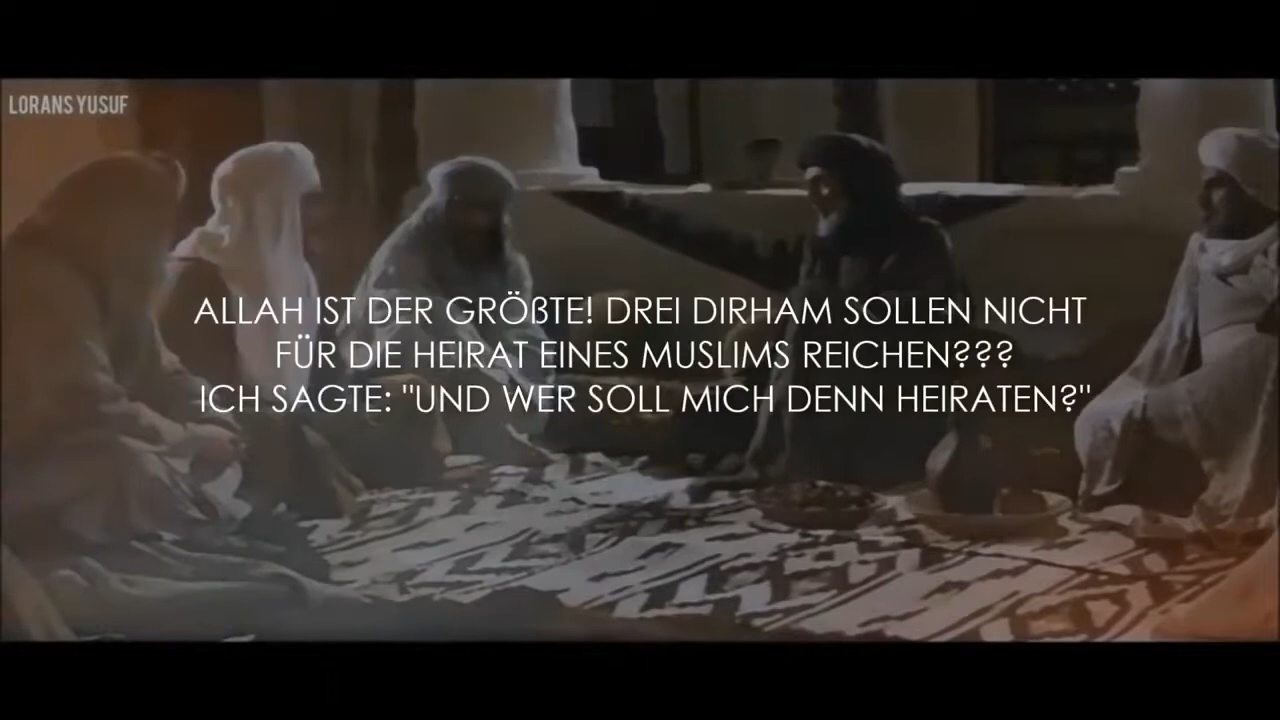 LORANS YUSUF
ALLAH IST DER GRÖßTE! DREI DIRHAM SOLLEN NICHT
FÜR DIE HEIRAT EINES MUSLIMS REICHEN???
ICH SAGTE: "UND WER SOLL MICH DENN HEIRATEN?"